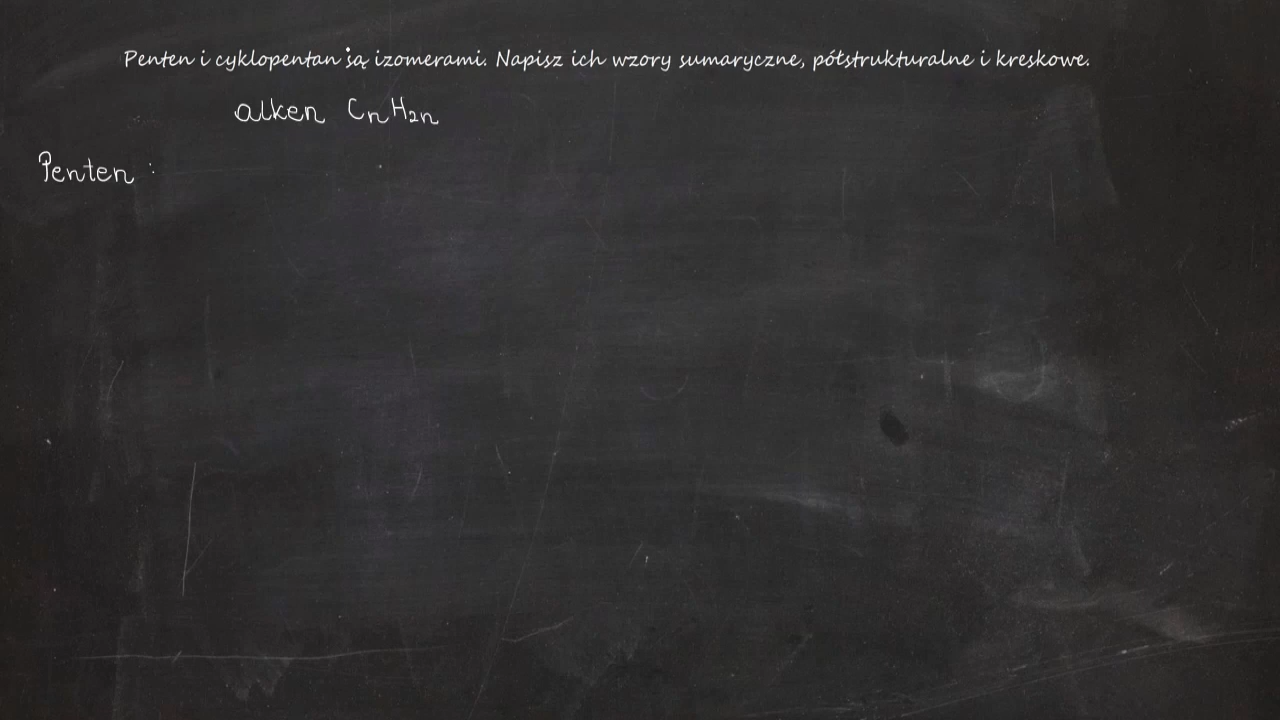 Penten i cyklopentan są izomerami. Napisz ich wzory sumaryczne, półstrukturalne i kreskowe.
alken CnH2n
Penten :